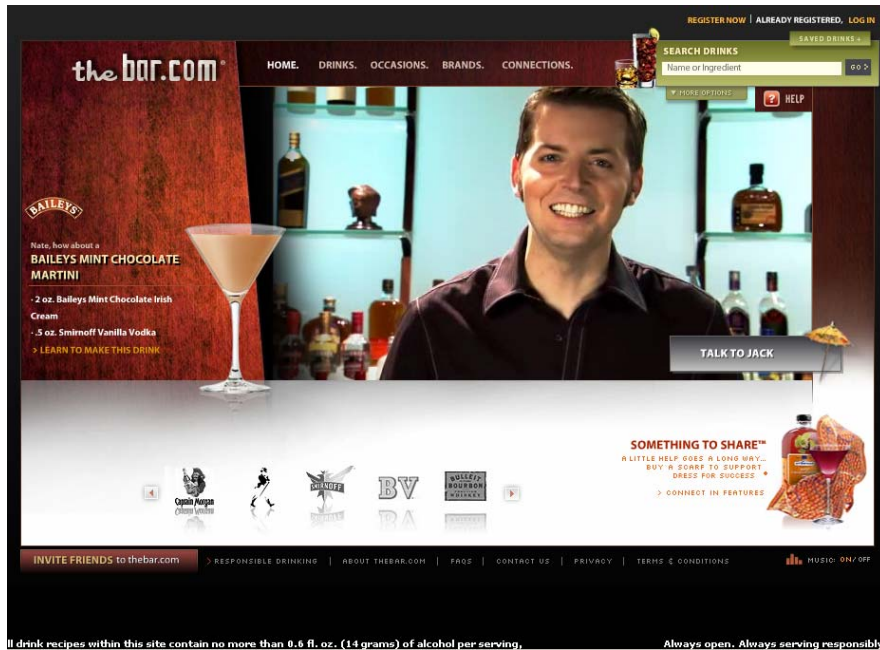 REGISTER NOW | ALREADY REGISTERED, LOG IN
SAVED DRINKS
the bar.com
HOME. DRINKS. OCCASIONS. BRANDS. CONNECTIONS.
SEARCH DRINKS
Name or Ingredient
GO
MORE OPTIONS
? HELP
BAILEYS
Nate, how about a
BAILEYS MINT CHOCOLATE
MARTINI
· 2 oz. Baileys Mint Chocolate Irish
Cream
· .5 oz. Smirnoff Vanilla Vodka
> LEARN TO MAKE THIS DRINK
TALK TO JACK
SOMETHING TO SHARE™
A LITTLE HELP GOES A LONG WAY...
BUY A SCARF TO SUPPORT
DRESS FOR SUCCESS
> CONNECT IN FEATURES
Captain Morgan
SMIRNOFF
BV
BULLEIT
BOURBON
WHISKEY
INVITE FRIENDS to thebar.com
> RESPONSIBLE DRINKING | ABOUT THEBAR.COM | FAQS | CONTACT US | PRIVACY | TERMS & CONDITIONS
MUSIC: ON/OFF
ll drink recipes within this site contain no more than 0.6 fl. oz. (14 grams) of alcohol per serving,
Always open. Always serving responsibly